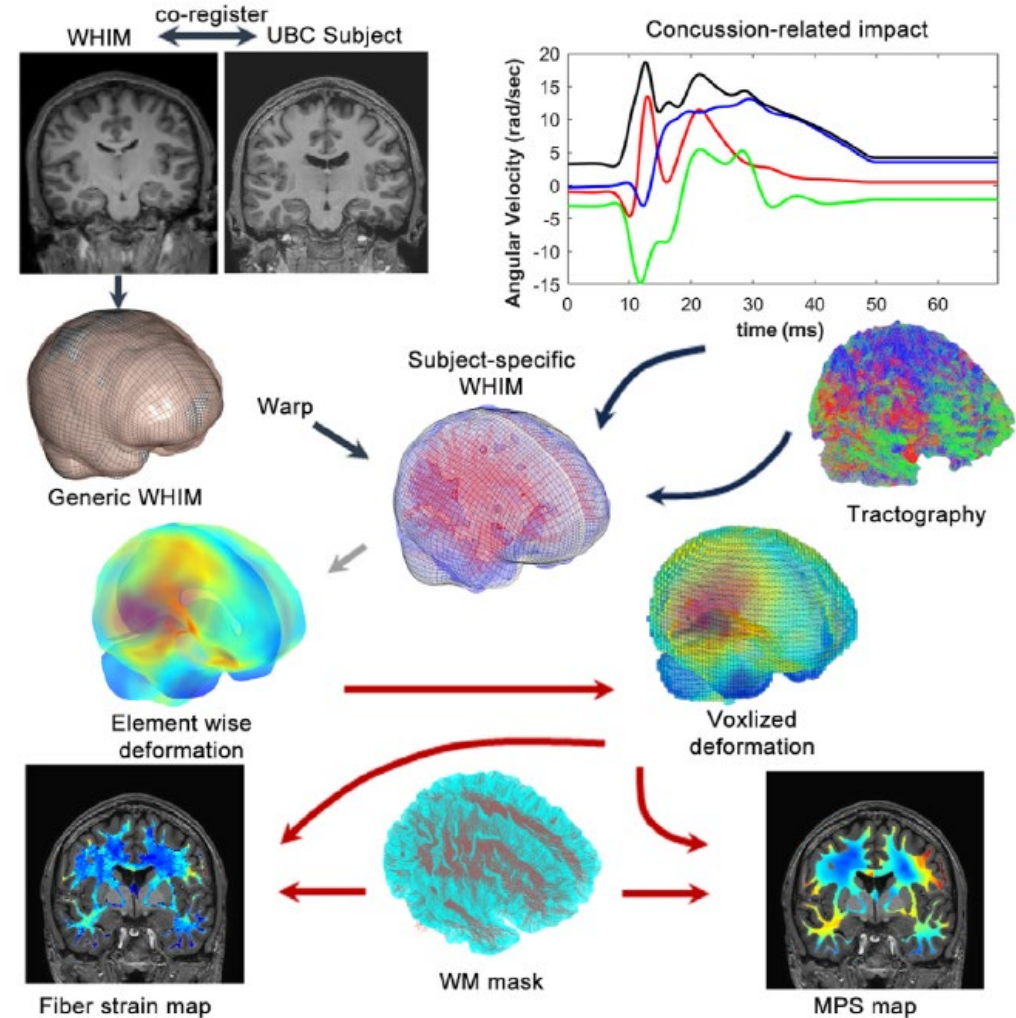 co-register
WHIM
UBC Subject
Concussion-related impact
Angular Velocity (rad/sec)
20
15
10
5
0
-5
-10
-15
0
10
20
30
40
50
60
time (ms)
Subject-specific
WHIM
Warp
Generic WHIM
Tractography
Element wise
deformation
Voxlized
deformation
WM mask
Fiber strain map
MPS map